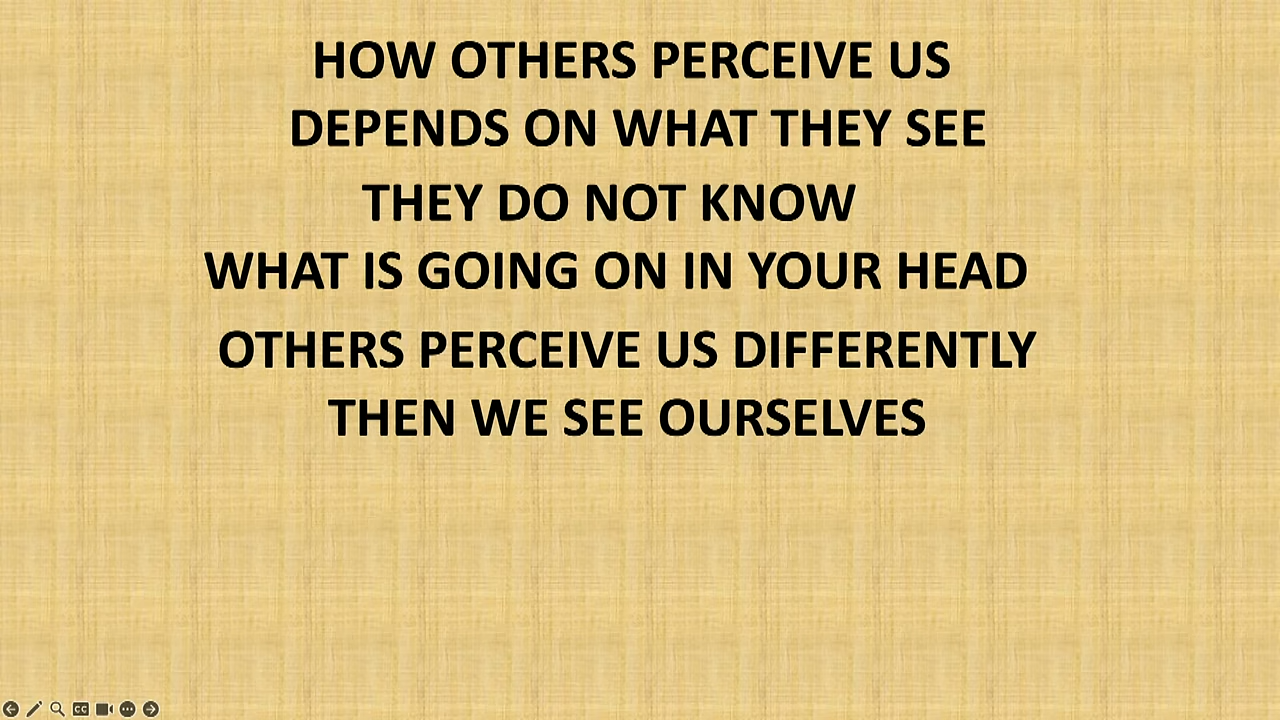 HOW OTHERS PERCEIVE US
DEPENDS ON WHAT THEY SEE
THEY DO NOT KNOW
WHAT IS GOING ON IN YOUR HEAD
OTHERS PERCEIVE US DIFFERENTLY
THEN WE SEE OURSELVES
CC